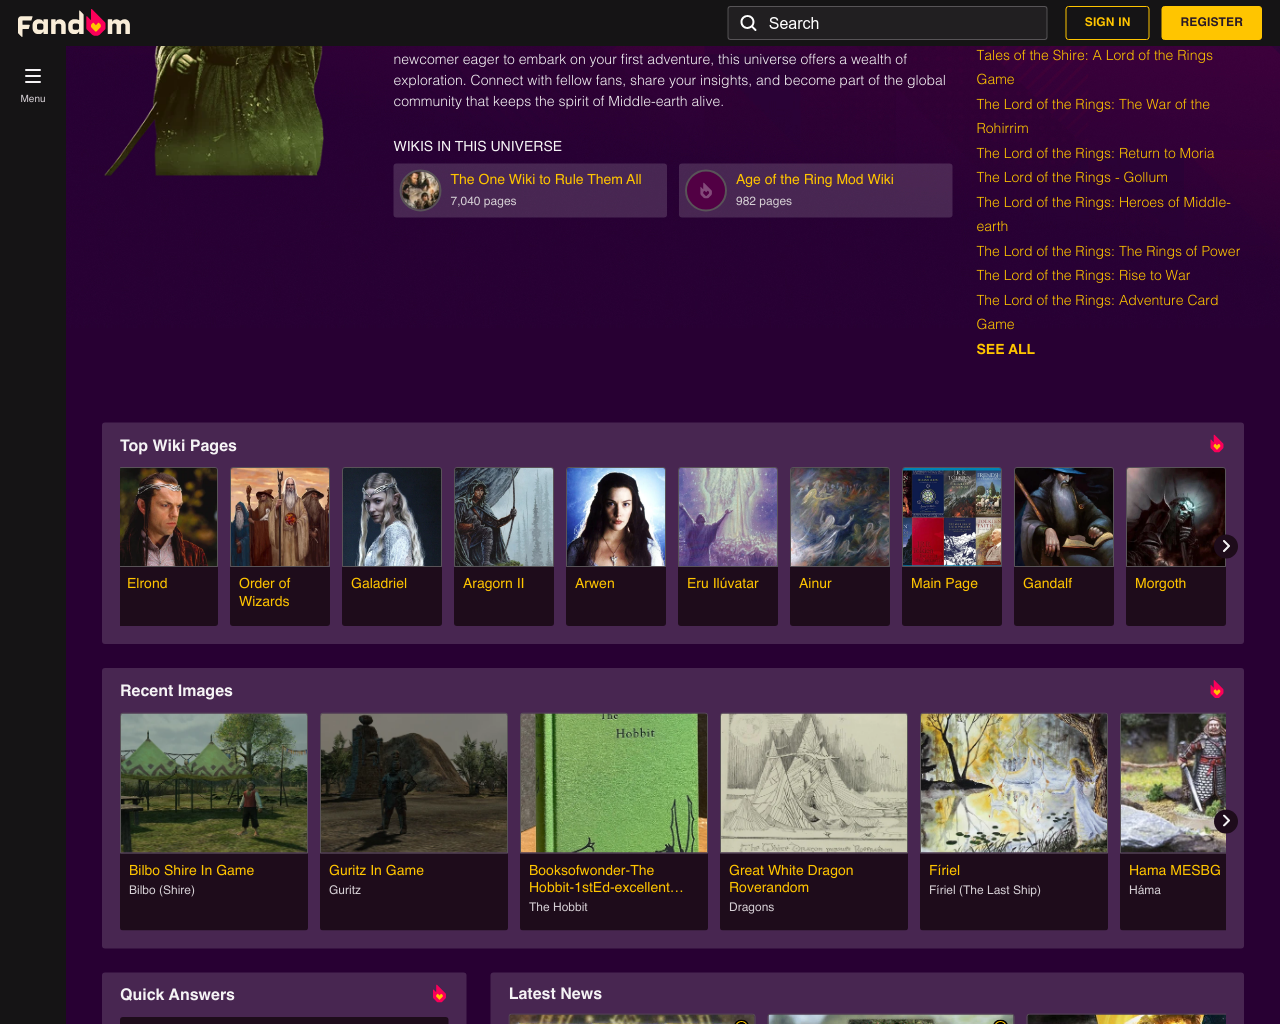 Fandom
Search
SIGN IN
REGISTER
Menu
newcomer eager to embark on your first adventure, this universe offers a wealth of
exploration. Connect with fellow fans, share your insights, and become part of the global
community that keeps the spirit of Middle-earth alive.
WIKIS IN THIS UNIVERSE
The One Wiki to Rule Them All
7,040 pages
Age of the Ring Mod Wiki
982 pages
Tales of the Shire: A Lord of the Rings
Game
The Lord of the Rings: The War of the
Rohirrim
The Lord of the Rings: Return to Moria
The Lord of the Rings - Gollum
The Lord of the Rings: Heroes of Middle-
earth
The Lord of the Rings: The Rings of Power
The Lord of the Rings: Rise to War
The Lord of the Rings: Adventure Card
Game
SEE ALL
Top Wiki Pages
Elrond
Order of
Wizards
Galadriel
Aragorn II
Arwen
Eru Ilúvatar
Ainur
Main Page
Gandalf
Morgoth
Recent Images
The
Hobbit
Bilbo Shire In Game
Bilbo (Shire)
Guritz In Game
Guritz
Booksofwonder-The
Hobbit-1stEd-excellent...
The Hobbit
Great White Dragon
Roverandom
Dragons
Fíriel
Fíriel (The Last Ship)
Hama MESBG
Háma
Quick Answers
Latest News